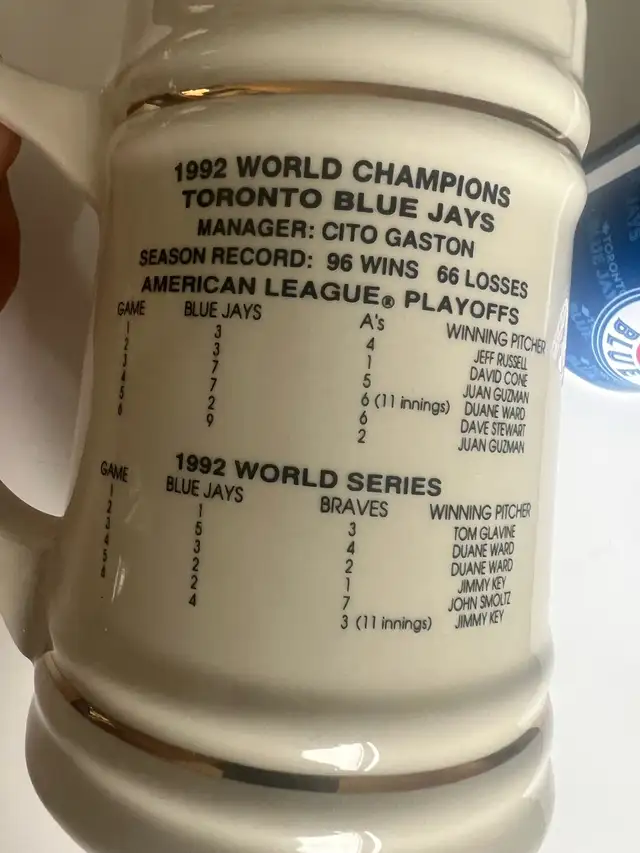 1992 WORLD CHAMPIONS
TORONTO BLUE JAYS
MANAGER: CITO GASTON
SEASON RECORD: 96 WINS 66 LOSSES
AMERICAN LEAGUE® PLAYOFFS
GAME BLUE JAYS A's WINNING PITCHER
1 3 4 JEFF RUSSELL
2 3 1 DAVID CONE
3 7 5 JUAN GUZMAN
4 7 6 (11 innings) DUANE WARD
5 2 6 DAVE STEWART
6 9 2 JUAN GUZMAN
1992 WORLD SERIES
GAME BLUE JAYS BRAVES WINNING PITCHER
1 1 3 TOM GLAVINE
2 5 4 DUANE WARD
3 3 2 DUANE WARD
4 2 1 JIMMY KEY
5 2 7 JOHN SMOLTZ
6 4 3 (11 innings) JIMMY KEY
BLUE